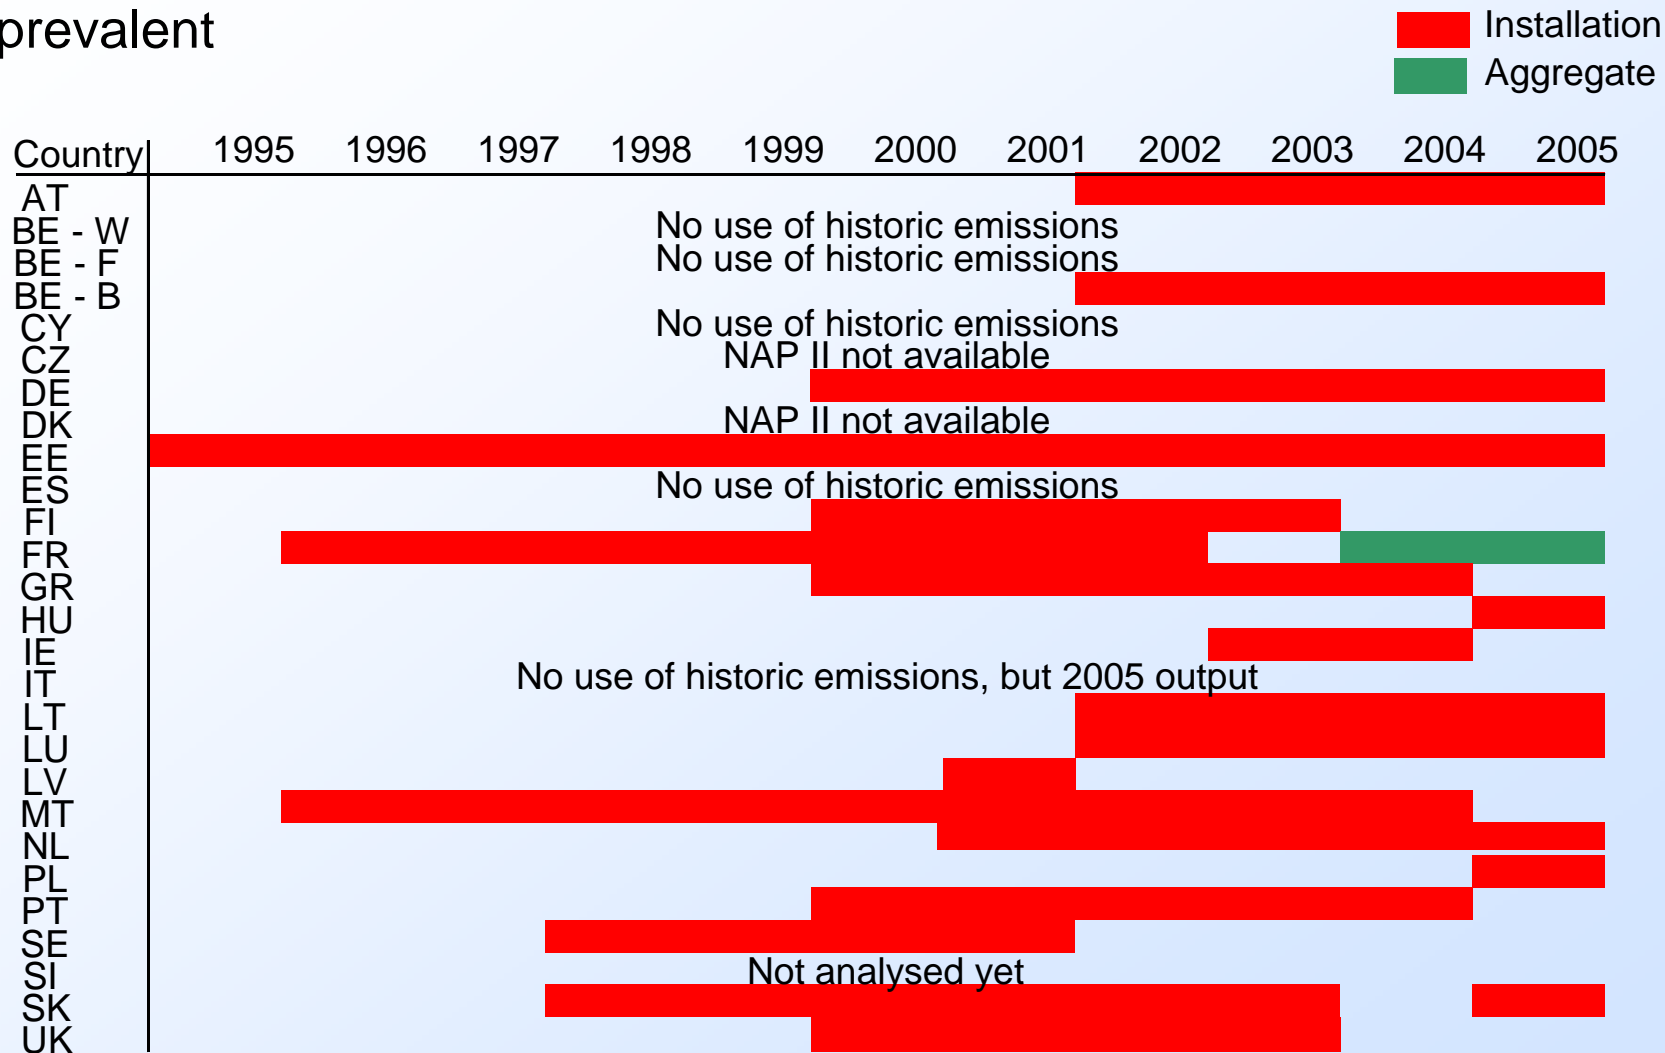 prevalent
Installation
Aggregate
Country 1995 1996 1997 1998 1999 2000 2001 2002 2003 2004 2005
AT
BE - W No use of historic emissions
BE - F No use of historic emissions
BE - B
CY No use of historic emissions
CZ NAP II not available
DE
DK NAP II not available
EE
ES No use of historic emissions
FI
FR
GR
HU
IE
IT No use of historic emissions, but 2005 output
LT
LU
LV
MT
NL
PL
PT
SE
SI Not analysed yet
SK
UK